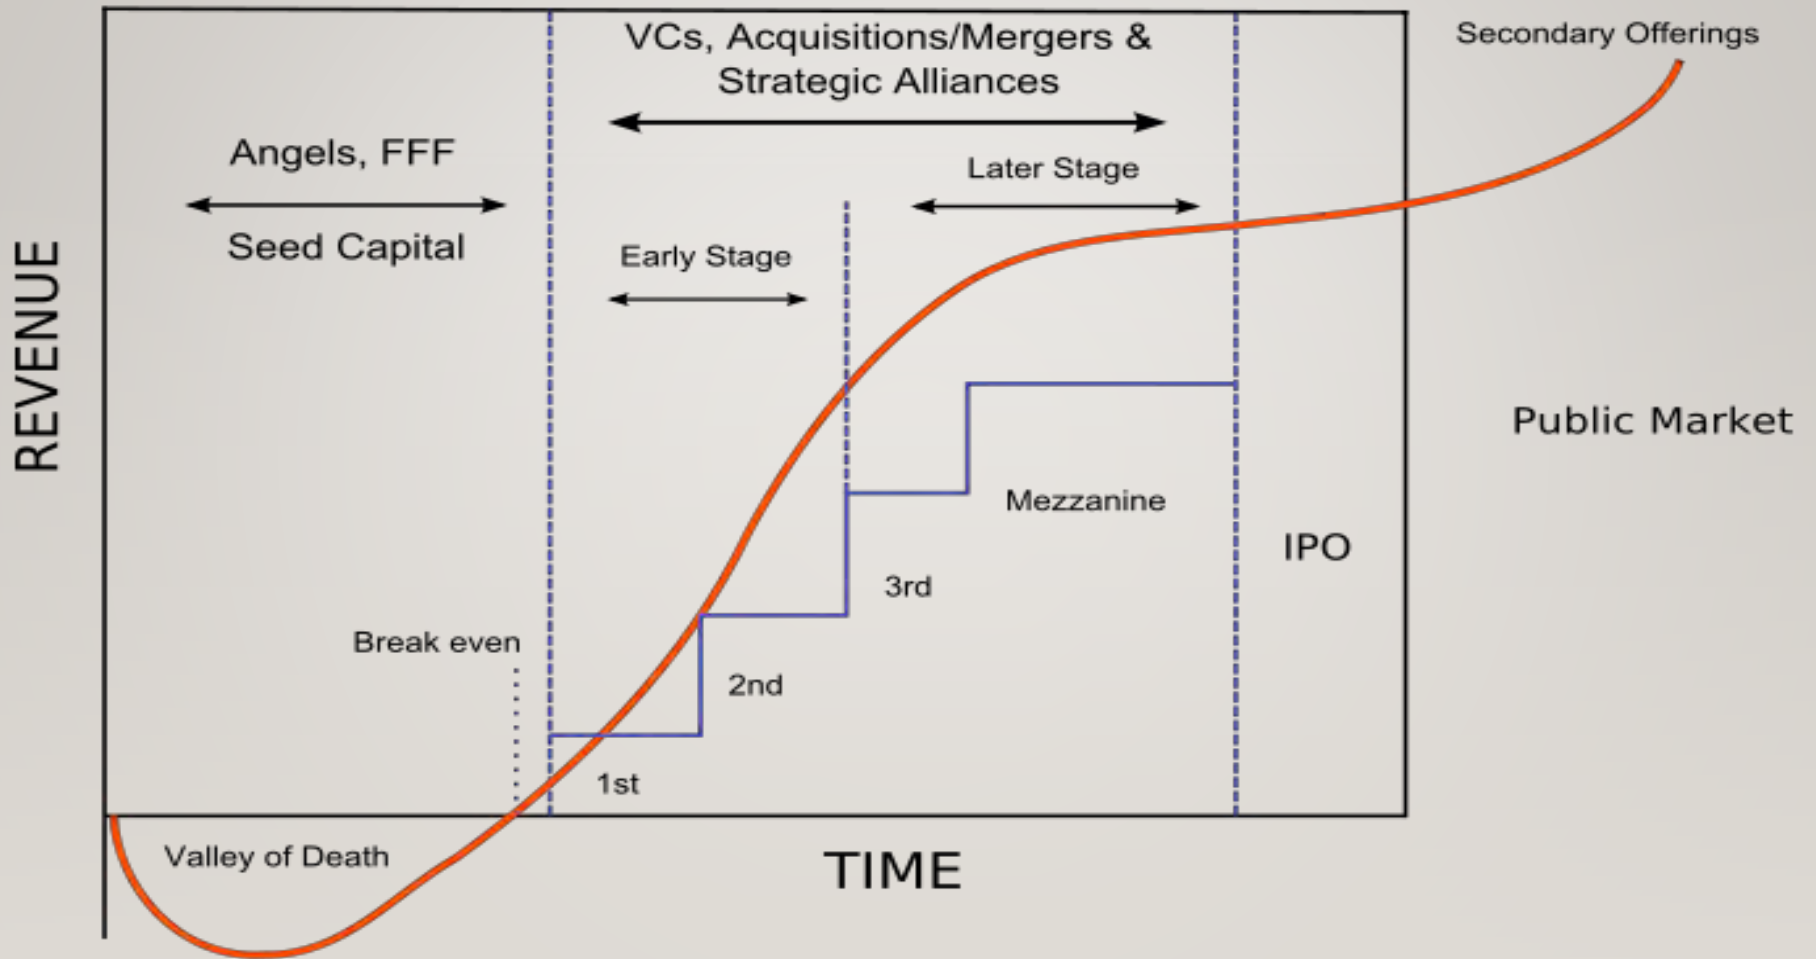 VCs, Acquisitions/Mergers &
Strategic Alliances
Secondary Offerings
Angels, FFF
Seed Capital
Later Stage
Early Stage
REVENUE
Public Market
Mezzanine
IPO
3rd
Break even
2nd
1st
Valley of Death
TIME